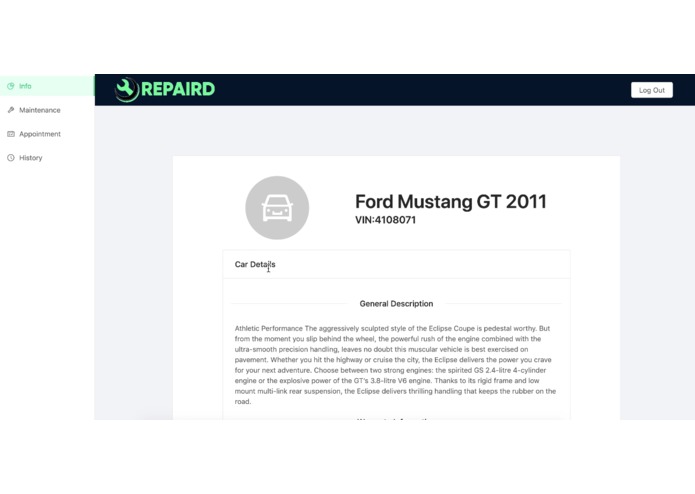 Info
REPAIRD
Log Out
Maintenance
Appointment
History
Ford Mustang GT 2011
VIN:4108071
Car Details
General Description
Athletic Performance The aggressively sculpted style of the Eclipse Coupe is pedestal worthy. But
from the moment you slip behind the wheel, the powerful rush of the engine combined with the
ultra-smooth precision handling, leaves no doubt this muscular vehicle is best exercised on
pavement. Whether you hit the highway or cruise the city, the Eclipse delivers the power you crave
for your next adventure. Choose between two strong engines: the spirited GS 2.4-litre 4-cylinder
engine or the explosive power of the GT's 3.8-litre V6 engine. Thanks to its rigid frame and low
mount multi-link rear suspension, the Eclipse delivers thrilling handling that keeps the rubber on the
road.